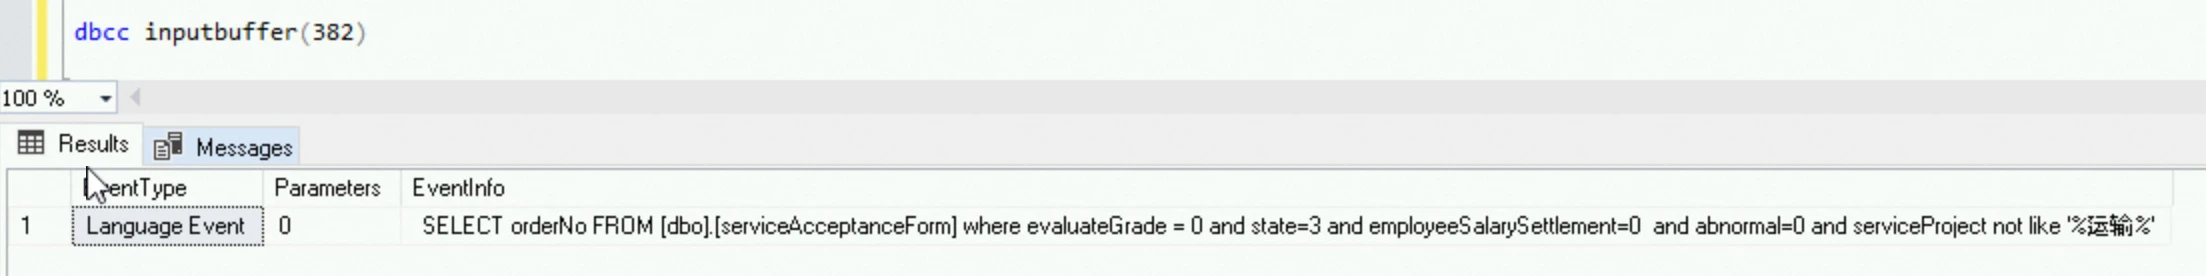 dbcc inputbuffer(382)
100 %
Results Messages
entType Parameters EventInfo
1 Language Event 0 SELECT orderNo FROM [dbo].[serviceAcceptanceForm] where evaluateGrade = 0 and state=3 and employeeSalarySettlement=0  and abnormal=0 and serviceProject not like '%运输%'